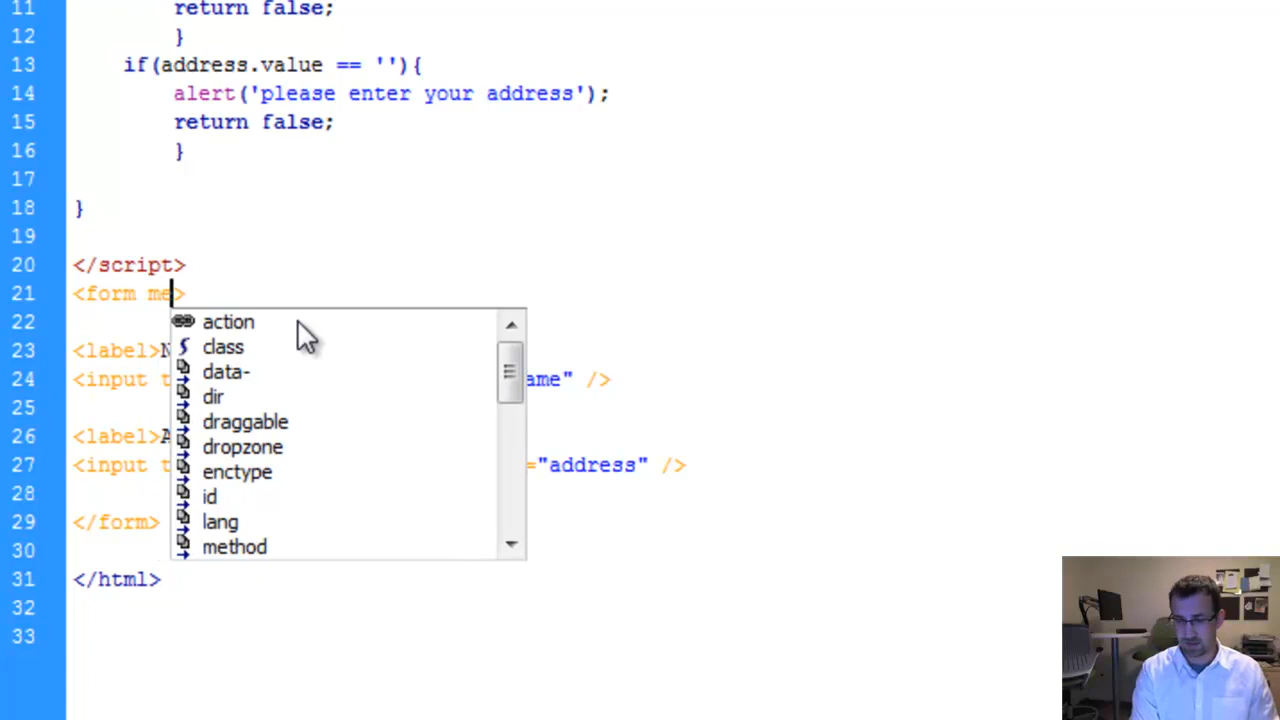 11 return false;
12 }
13 if(address.value == ''){
14 alert('please enter your address');
15 return false;
16 }
17
18 }
19
20 </script>
21 <form me>
22
23 <label>N
24 <input t ame" />
25
26 <label>A
27 <input t ="address" />
28
29 </form>
30
31 </html>
32
33
action
class
data-
dir
draggable
dropzone
enctype
id
lang
method